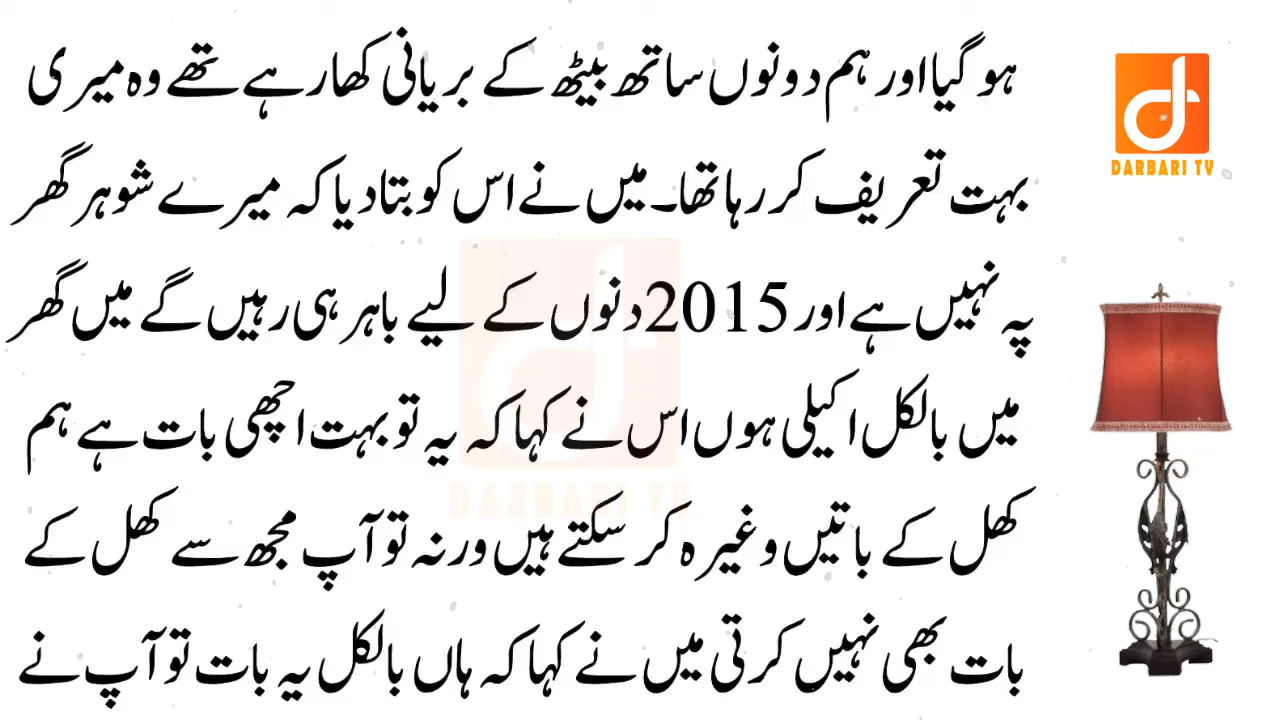 ہو گیا اور ہم دونوں ساتھ بیٹھ کے بریانی کھا رہے تھے وہ میری
بہت تعریف کر رہا تھا۔ میں نے اس کو بتا دیا کہ میرے شوہر گھر
پہ نہیں ہے اور 2015 دنوں کے لیے باہر ہی رہیں گے میں گھر
میں بالکل اکیلی ہوں اس نے کہا کہ یہ تو بہت اچھی بات ہے ہم
کھل کے باتیں وغیرہ کر سکتے ہیں ورنہ تو آپ مجھ سے کھل کے
بات بھی نہیں کرتی میں نے کہا کہ ہاں بالکل یہ بات تو آپ نے
DARBARI TV
DARBARI TV